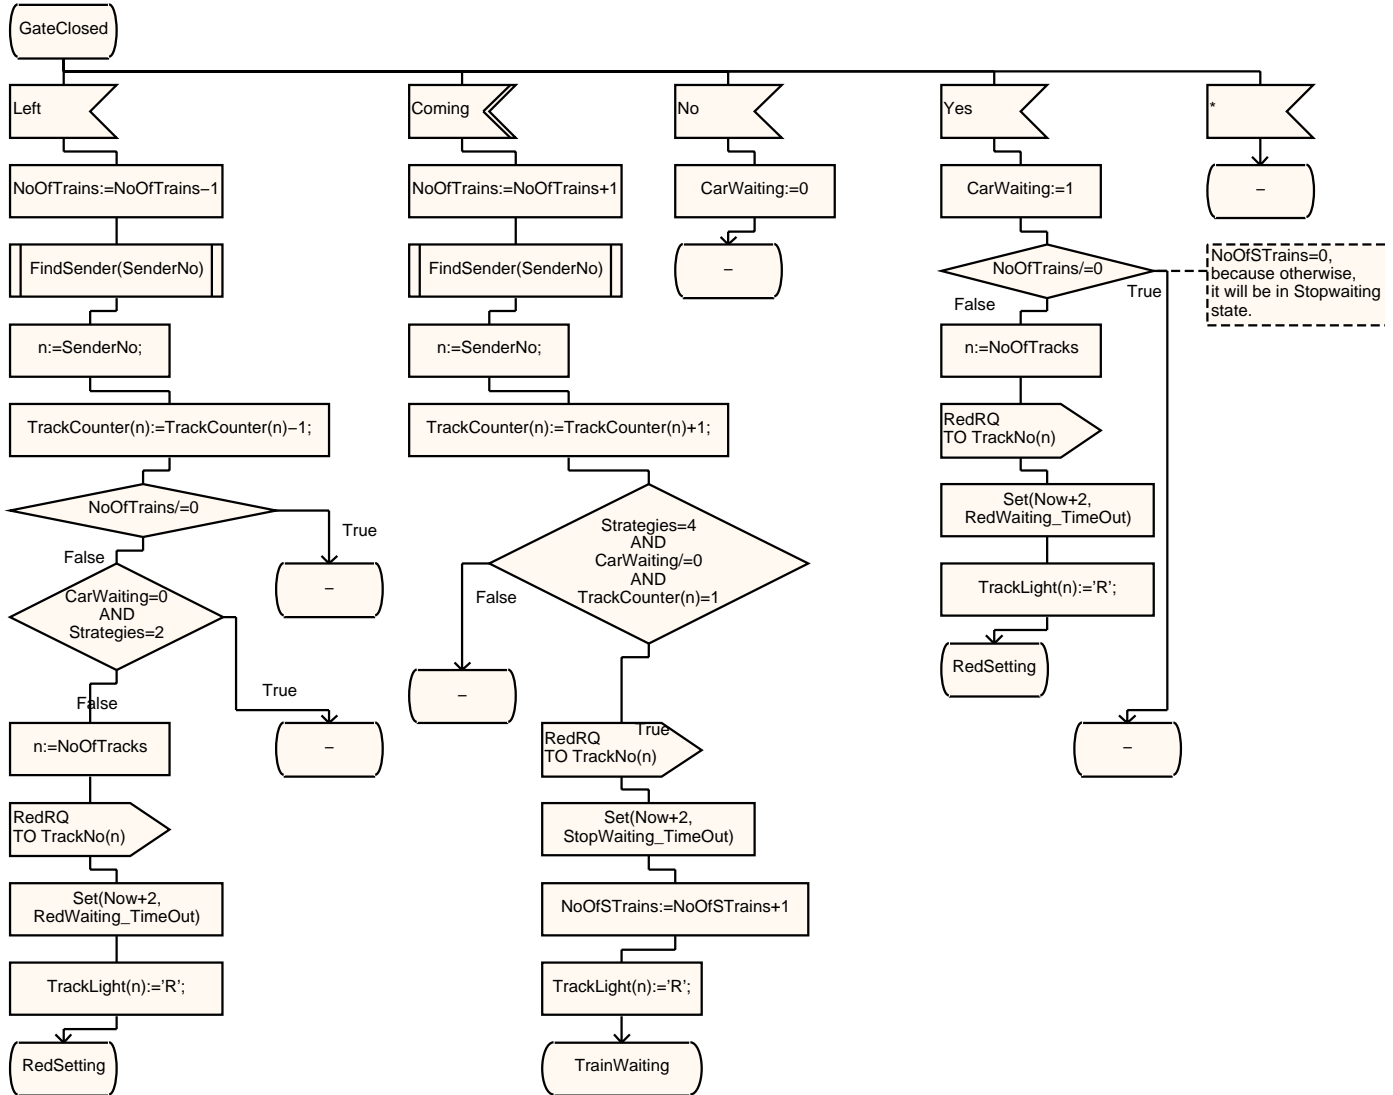 GateClosed
Left
NoOfTrains:=NoOfTrains−1
FindSender(SenderNo)
n:=SenderNo;
TrackCounter(n):=TrackCounter(n)−1;
NoOfTrains/=0
True
False
–
CarWaiting=0
AND
Strategies=2
True
False
–
n:=NoOfTracks
RedRQ
TO TrackNo(n)
Set(Now+2,
RedWaiting_TimeOut)
TrackLight(n):='R';
RedSetting
Coming
NoOfTrains:=NoOfTrains+1
FindSender(SenderNo)
n:=SenderNo;
TrackCounter(n):=TrackCounter(n)+1;
Strategies=4
AND
CarWaiting/=0
AND
TrackCounter(n)=1
False
–
True
RedRQ
TO TrackNo(n)
Set(Now+2,
StopWaiting_TimeOut)
NoOfSTrains:=NoOfSTrains+1
TrackLight(n):='R';
TrainWaiting
No
CarWaiting:=0
–
Yes
CarWaiting:=1
NoOfTrains/=0
True
False
n:=NoOfTracks
RedRQ
TO TrackNo(n)
Set(Now+2,
RedWaiting_TimeOut)
TrackLight(n):='R';
RedSetting
–
*
–
NoOfSTrains=0,
because otherwise,
it will be in Stopwaiting
state.